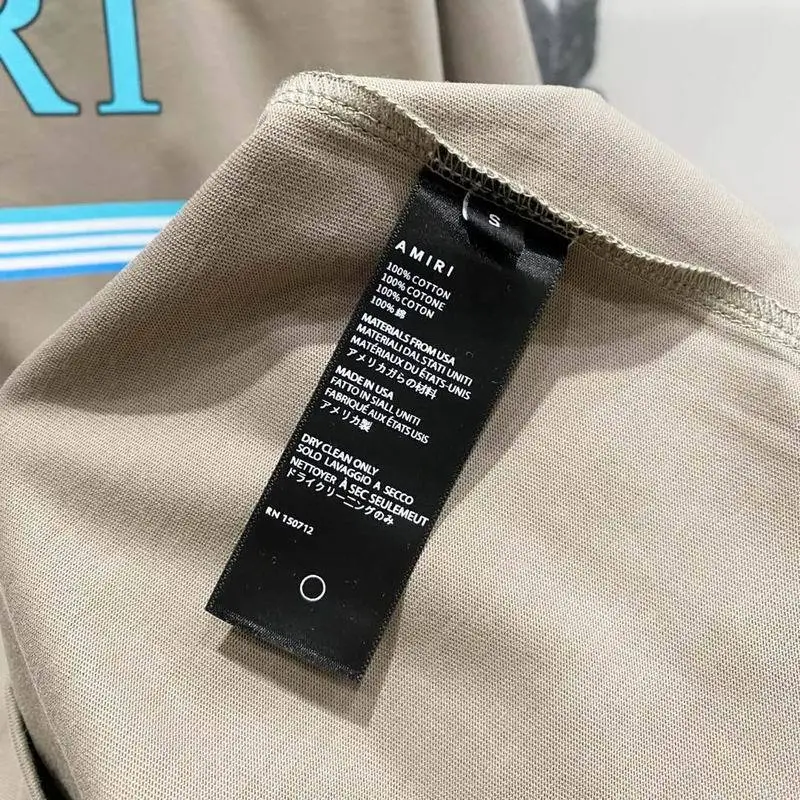 RI
S
AMIRI
100% COTTON
100% COTONE
100% COTON
100% 綿
MATERIALS FROM USA
MATERIALI DAL STATI UNITI
MATÉRIAUX DU ÉTATS-UNIS
アメリカガらの材料
MADE IN USA
FATTO IN SIALL UNITI
FABRIQUÉ AUX ÉTATS USIS
アメリカ製
DRY CLEAN ONLY
SOLO LAVAGGIO A SECCO
NETTOYER À SEC SEULEMEUT
ドライクリーニングのみ
RN 150712